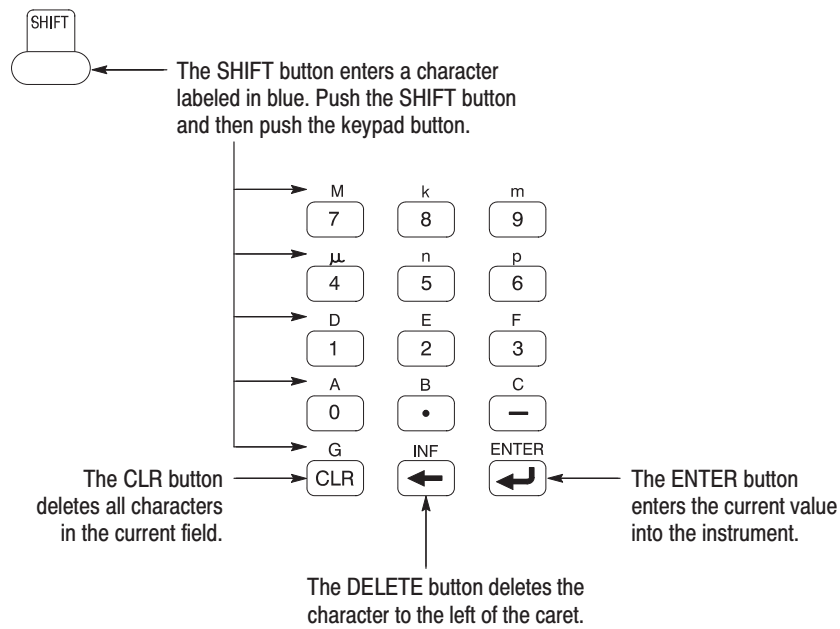 SHIFT
The SHIFT button enters a character
labeled in blue. Push the SHIFT button
and then push the keypad button.
M k m
7 8 9
μ n p
4 5 6
D E F
1 2 3
A B C
0 • –
G INF ENTER
CLR
The CLR button
deletes all characters
in the current field.
The ENTER button
enters the current value
into the instrument.
The DELETE button deletes the
character to the left of the caret.